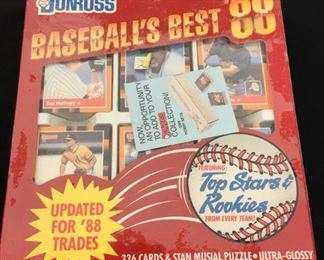 DONRUSS
BASEBALL'S BEST '88
Don Mattingly
NOW,
AN OPPORTUNITY
TO ADD TO YOUR
COLLECTION!
FEATURING:
Top Stars &
Rookies
FROM EVERY TEAM!
UPDATED
FOR '88
TRADES
336 CARDS & STAN MUSIAL PUZZLE • ULTRA-GLOSSY